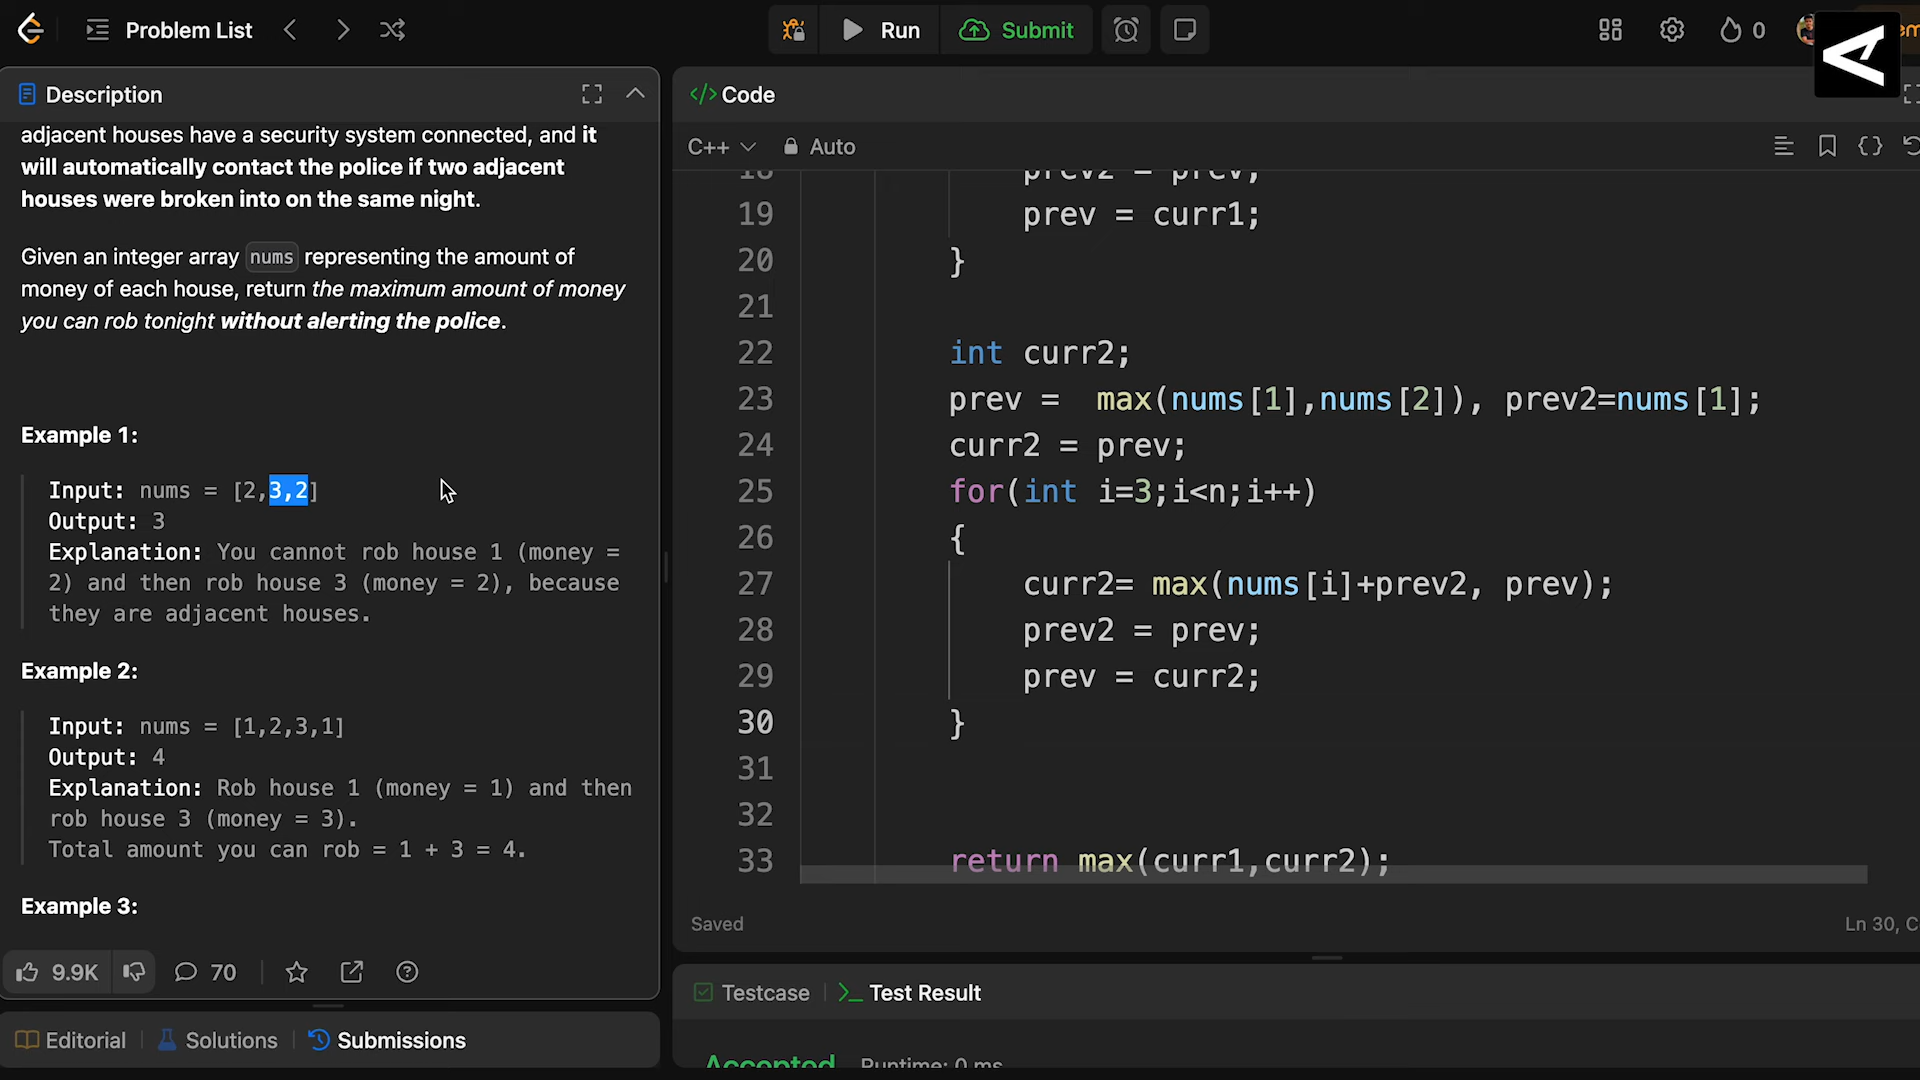 Problem List
Run
Submit
0
Description
adjacent houses have a security system connected, and it
will automatically contact the police if two adjacent
houses were broken into on the same night.
Given an integer array nums representing the amount of
money of each house, return the maximum amount of money
you can rob tonight without alerting the police.
Example 1:
Input: nums = [2,3,2]
Output: 3
Explanation: You cannot rob house 1 (money =
2) and then rob house 3 (money = 2), because
they are adjacent houses.
Example 2:
Input: nums = [1,2,3,1]
Output: 4
Explanation: Rob house 1 (money = 1) and then
rob house 3 (money = 3).
Total amount you can rob = 1 + 3 = 4.
Example 3:
9.9K
70
Editorial
Solutions
Submissions
</> Code
C++
Auto
18 prev2 = prev;
19 prev = curr1;
20 }
21
22 int curr2;
23 prev =  max(nums[1],nums[2]), prev2=nums[1];
24 curr2 = prev;
25 for(int i=3;i<n;i++)
26 {
27 curr2= max(nums[i]+prev2, prev);
28 prev2 = prev;
29 prev = curr2;
30 }
31
32
33 return max(curr1,curr2);
Saved
Ln 30, C
Testcase
Test Result
Accepted
Runtime: 0 ms